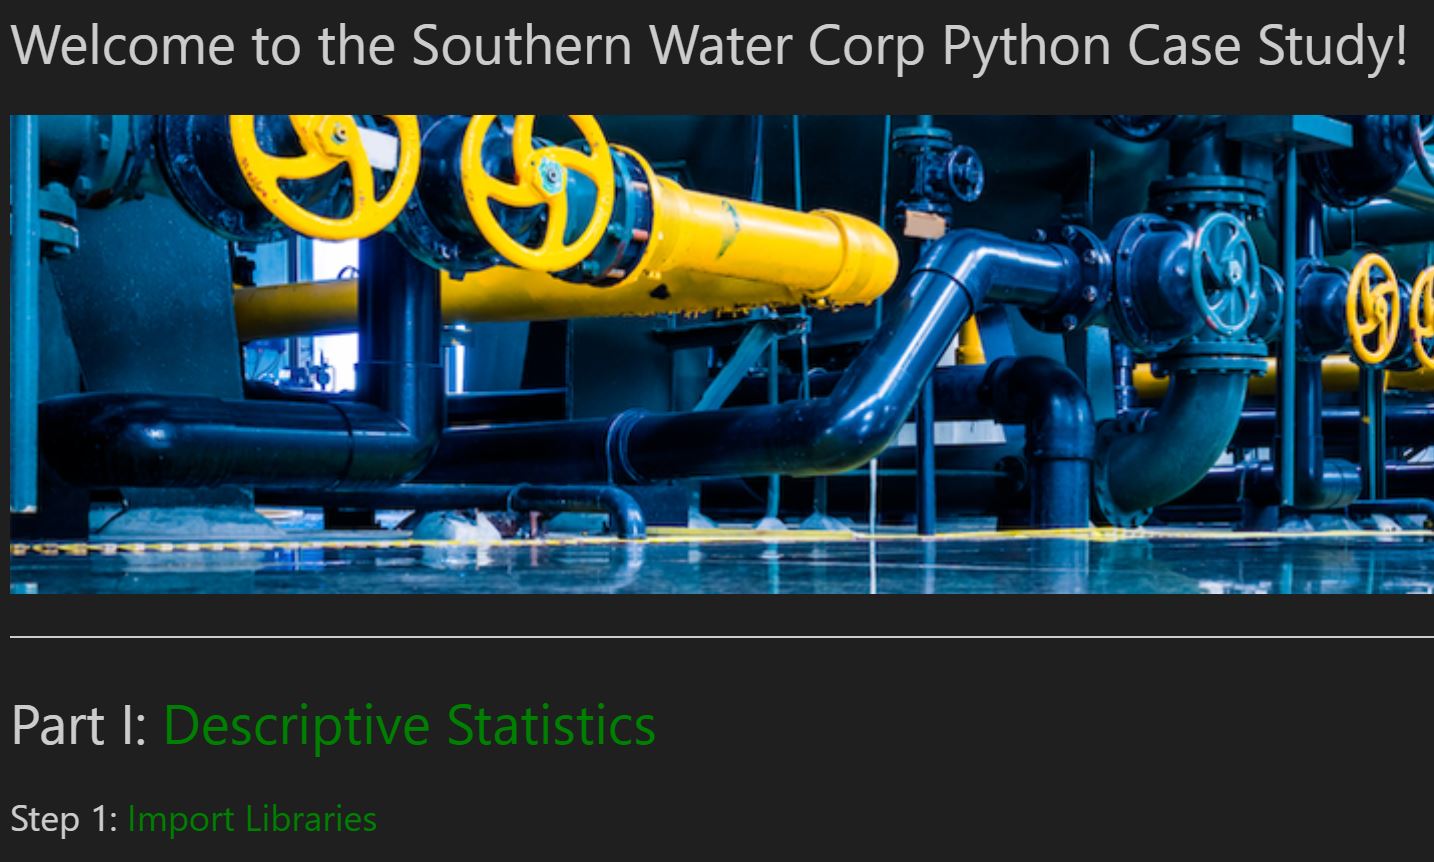 Welcome to the Southern Water Corp Python Case Study!
Part I: Descriptive Statistics
Step 1: Import Libraries